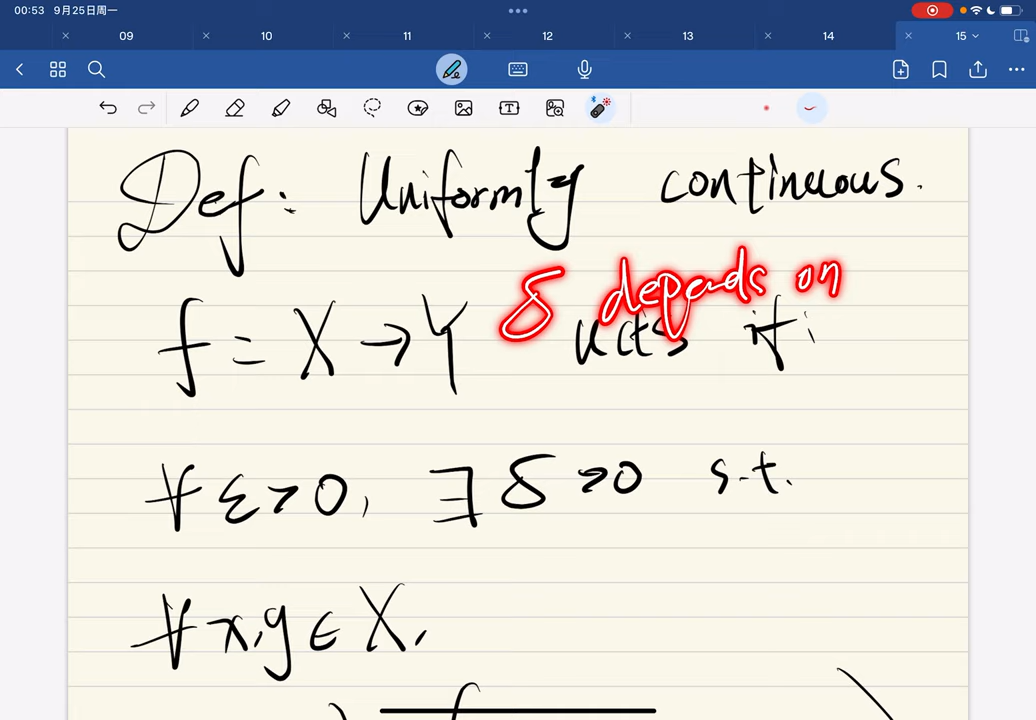 00:53 9月25日周一
09 10 11 12 13 14 15
Def: Uniformly continuous.
δ depends on
f: X → Y ucts if:
∀ ε>0, ∃ δ>0 s.t.
∀ x,y ∈ X,